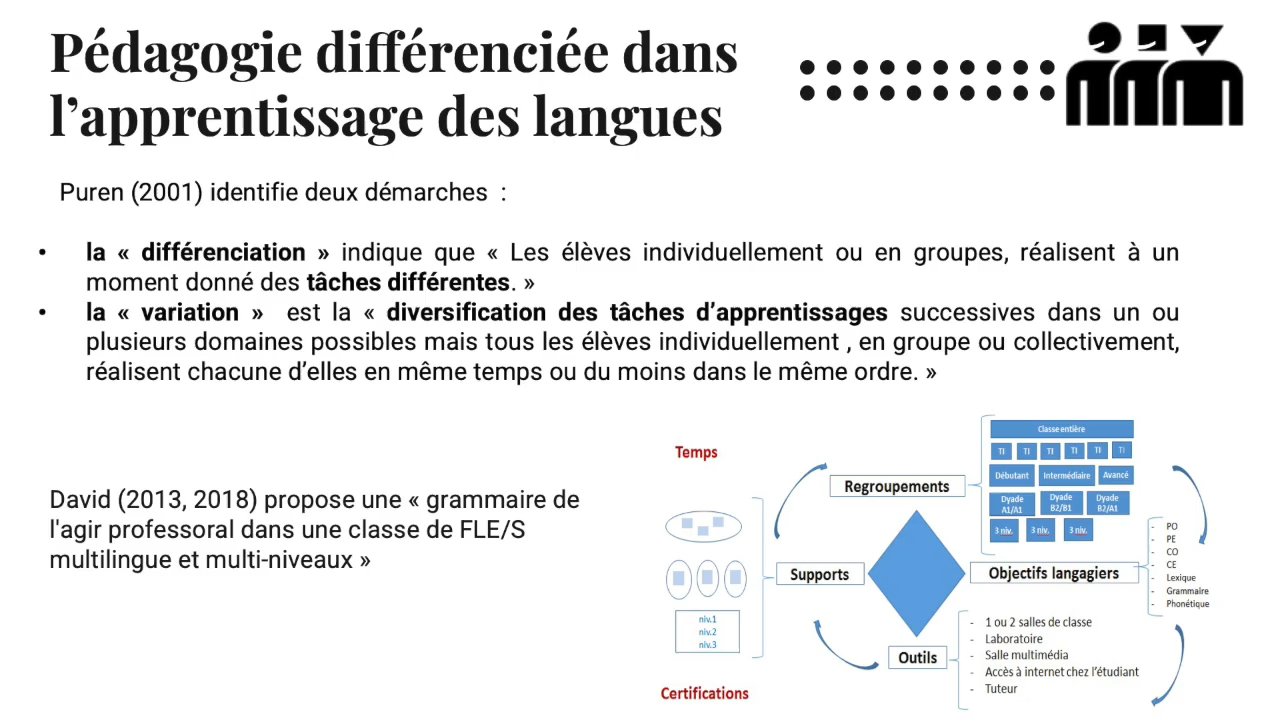 Pédagogie différenciée dans
l’apprentissage des langues
Puren (2001) identifie deux démarches :
• la « différenciation » indique que « Les élèves individuellement ou en groupes, réalisent à un
moment donné des tâches différentes. »
• la « variation » est la « diversification des tâches d’apprentissages successives dans un ou
plusieurs domaines possibles mais tous les élèves individuellement , en groupe ou collectivement,
réalisent chacune d’elles en même temps ou du moins dans le même ordre. »
David (2013, 2018) propose une « grammaire de
l'agir professoral dans une classe de FLE/S
multilingue et multi-niveaux »
Temps
Regroupements
Classe entière
TI TI TI TI TI TI
Débutant Intermédiaire Avancé
Dyade A1/A1
Dyade B2/B1
Dyade B2/A1
3 niv. 3 niv. 3 niv.
Supports
niv.1
niv.2
niv.3
Objectifs langagiers
- PO
- PE
- CO
- CE
- Lexique
- Grammaire
- Phonétique
Outils
- 1 ou 2 salles de classe
- Laboratoire
- Salle multimédia
- Accès à internet chez l’étudiant
- Tuteur
Certifications